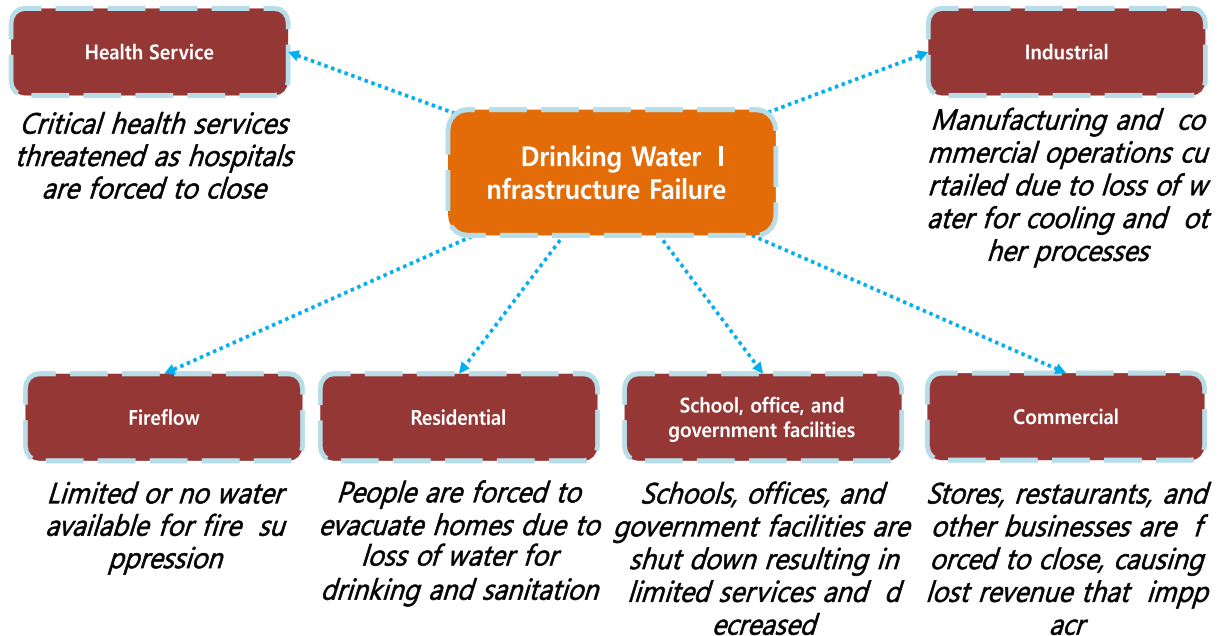 Health Service
Critical health services
threatened as hospitals
are forced to close
Drinking Water I
nfrastructure Failure
Industrial
Manufacturing and co
mmercial operations cu
rtailed due to loss of w
ater for cooling and ot
her processes
Fireflow
Limited or no water
available for fire su
ppression
Residential
People are forced to
evacuate homes due to
loss of water for
drinking and sanitation
School, office, and
government facilities
Schools, offices, and
government facilities are
shut down resulting in
limited services and d
ecreased
Commercial
Stores, restaurants, and
other businesses are f
orced to close, causing
lost revenue that impp
acr